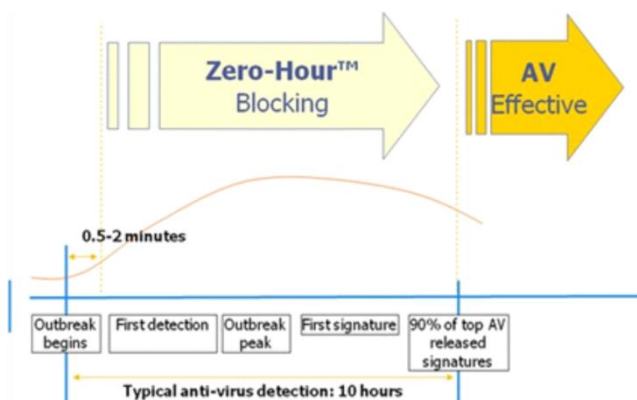 Zero-Hour™
Blocking
AV
Effective
0.5-2 minutes
Outbreak
begins
First detection
Outbreak
peak
First signature
90% of top AV
released
signatures
Typical anti-virus detection: 10 hours